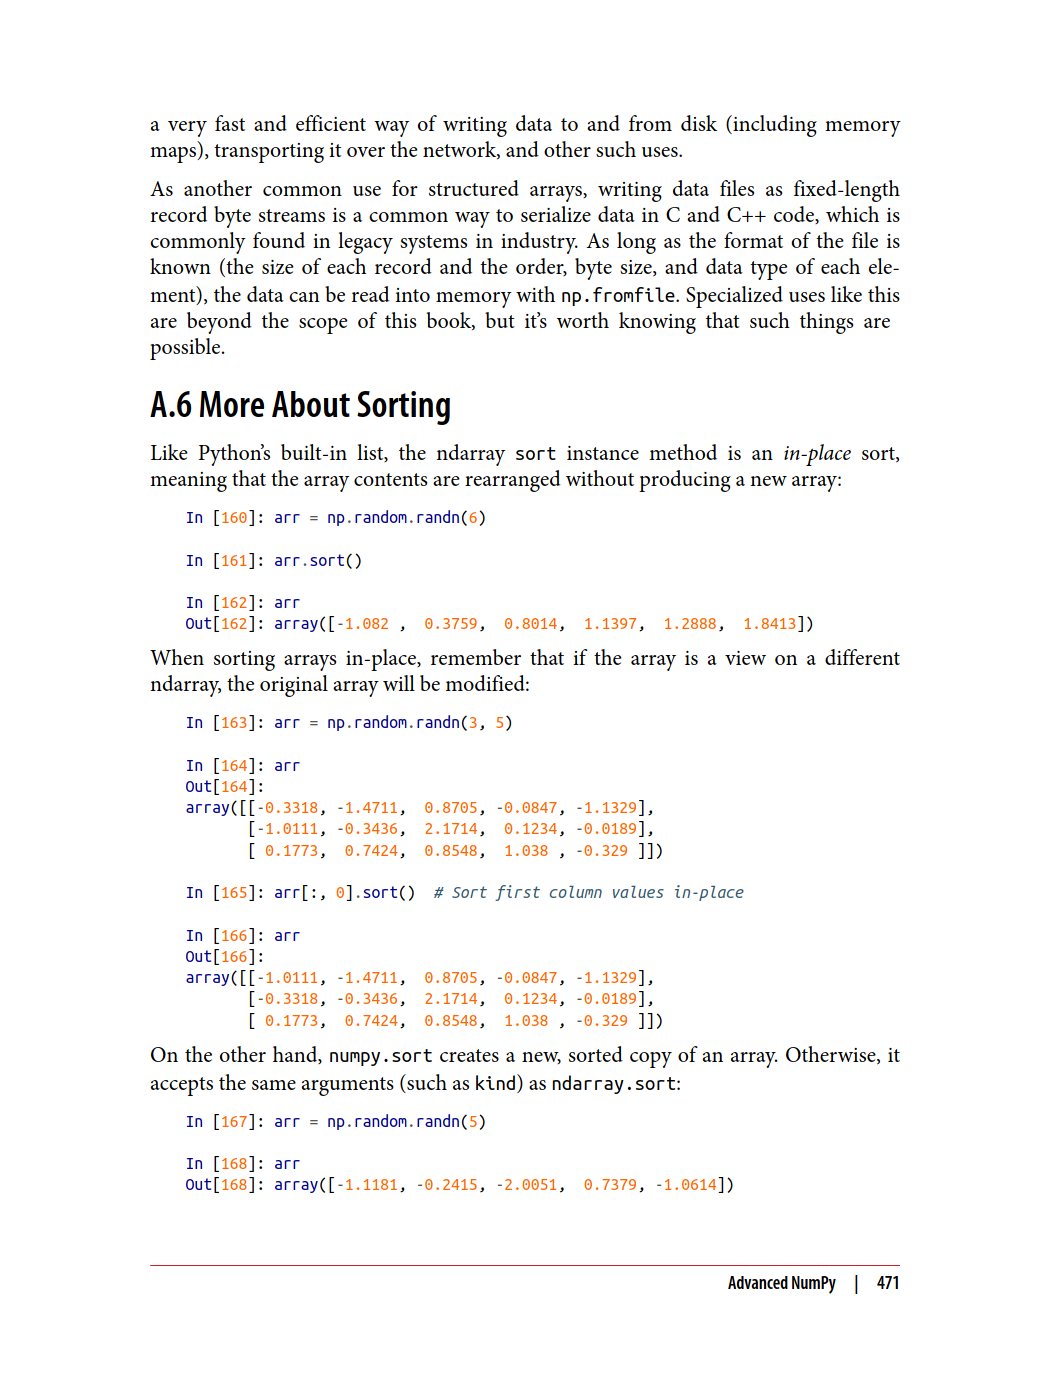 a very fast and efficient way of writing data to and from disk (including memory
maps), transporting it over the network, and other such uses.
As another common use for structured arrays, writing data files as fixed-length
record byte streams is a common way to serialize data in C and C++ code, which is
commonly found in legacy systems in industry. As long as the format of the file is
known (the size of each record and the order, byte size, and data type of each ele-
ment), the data can be read into memory with np.fromfile. Specialized uses like this
are beyond the scope of this book, but it’s worth knowing that such things are
possible.
A.6 More About Sorting
Like Python’s built-in list, the ndarray sort instance method is an in-place sort,
meaning that the array contents are rearranged without producing a new array:
In [160]: arr = np.random.randn(6)
In [161]: arr.sort()
In [162]: arr
Out[162]: array([-1.082 ,  0.3759,  0.8014,  1.1397,  1.2888,  1.8413])
When sorting arrays in-place, remember that if the array is a view on a different
ndarray, the original array will be modified:
In [163]: arr = np.random.randn(3, 5)
In [164]: arr
Out[164]:
array([[-0.3318, -1.4711,  0.8705, -0.0847, -1.1329],
       [-1.0111, -0.3436,  2.1714,  0.1234, -0.0189],
       [ 0.1773,  0.7424,  0.8548,  1.038 , -0.329 ]])
In [165]: arr[:, 0].sort()  # Sort first column values in-place
In [166]: arr
Out[166]:
array([[-1.0111, -1.4711,  0.8705, -0.0847, -1.1329],
       [-0.3318, -0.3436,  2.1714,  0.1234, -0.0189],
       [ 0.1773,  0.7424,  0.8548,  1.038 , -0.329 ]])
On the other hand, numpy.sort creates a new, sorted copy of an array. Otherwise, it
accepts the same arguments (such as kind) as ndarray.sort:
In [167]: arr = np.random.randn(5)
In [168]: arr
Out[168]: array([-1.1181, -0.2415, -2.0051,  0.7379, -1.0614])
Advanced NumPy | 471